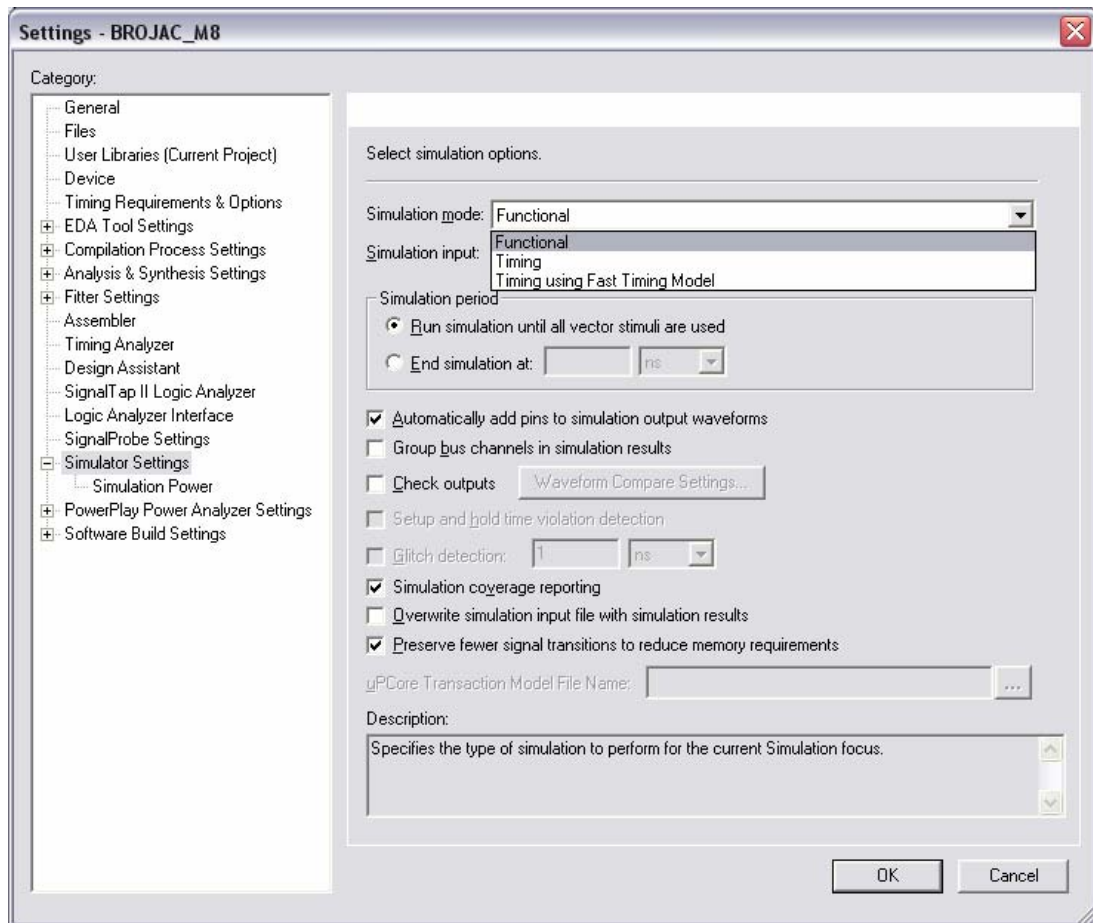 Settings - BROJAC_M8
Category:
General
Files
User Libraries (Current Project)
Device
Timing Requirements & Options
EDA Tool Settings
Compilation Process Settings
Analysis & Synthesis Settings
Fitter Settings
Assembler
Timing Analyzer
Design Assistant
SignalTap II Logic Analyzer
Logic Analyzer Interface
SignalProbe Settings
Simulator Settings
Simulation Power
PowerPlay Power Analyzer Settings
Software Build Settings
Select simulation options.
Simulation mode: Functional
Functional
Simulation input:
Timing
Timing using Fast Timing Model
Simulation period
Run simulation until all vector stimuli are used
End simulation at: ns
Automatically add pins to simulation output waveforms
Group bus channels in simulation results
Check outputs Waveform Compare Settings...
Setup and hold time violation detection
Glitch detection: 1 ns
Simulation coverage reporting
Overwrite simulation input file with simulation results
Preserve fewer signal transitions to reduce memory requirements
uPCore Transaction Model File Name: ...
Description:
Specifies the type of simulation to perform for the current Simulation focus.
OK Cancel